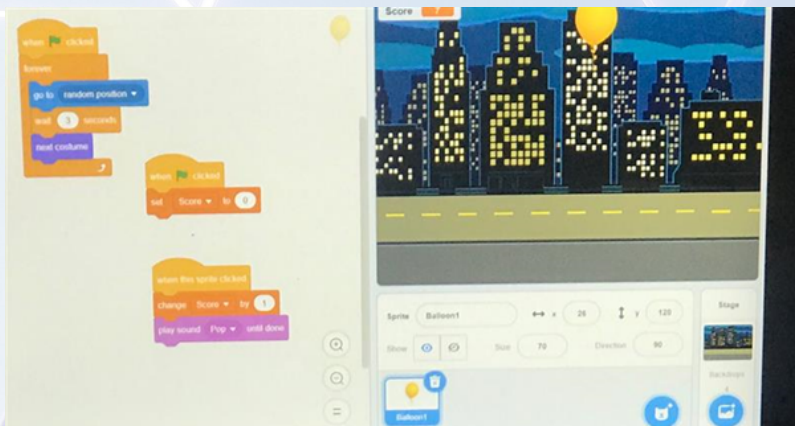 when clicked
forever
go to random position
wait 3 seconds
next costume
when clicked
set Score to 0
when this sprite clicked
change Score by 1
play sound Pop until done
Score 7
Sprite Balloon1 x 26 y 120
Show Size 70 Direction 90
Balloon1
Stage
Backdrops